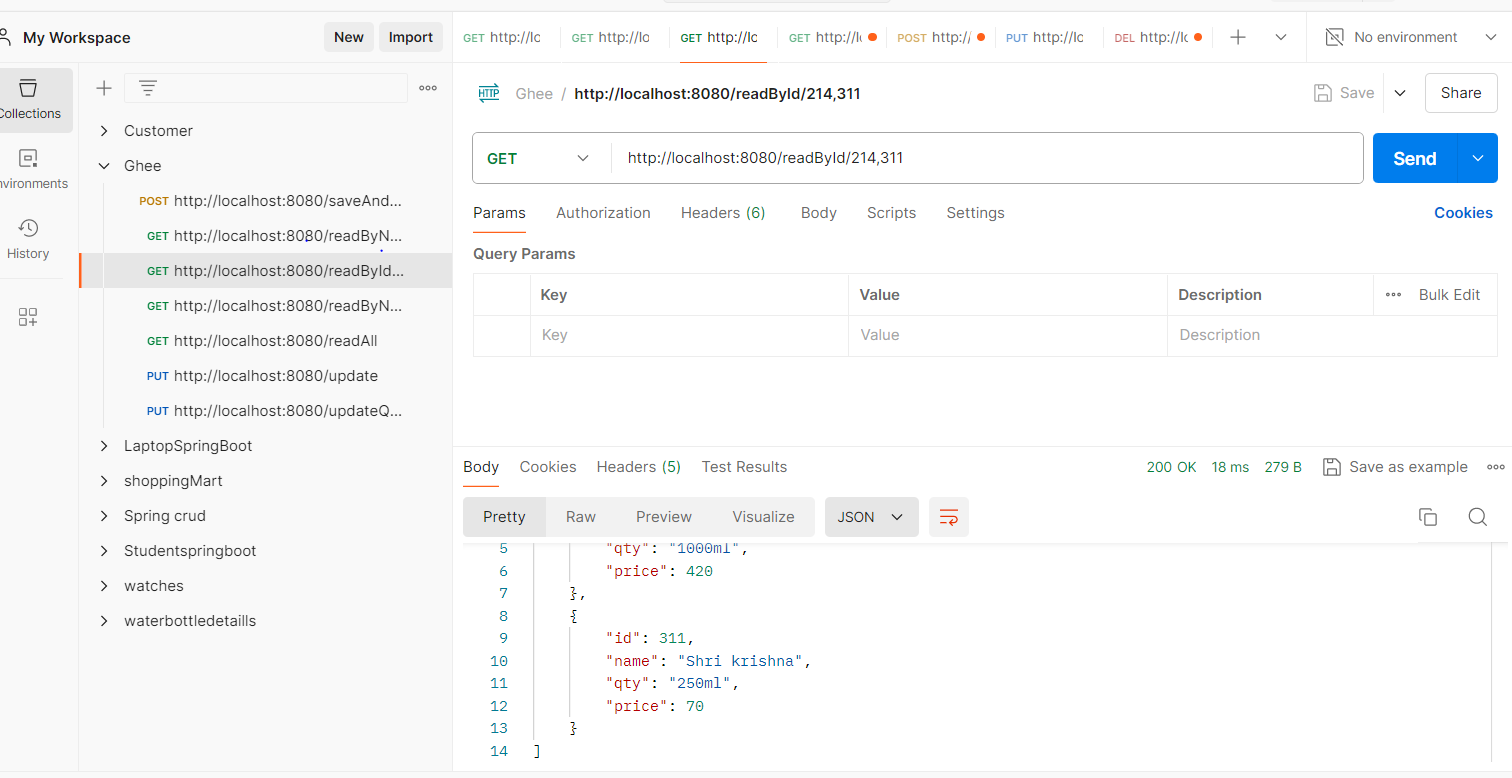 My Workspace
New
Import
GET http://lc
GET http://lo
GET http://lo
GET http://l
POST http:/
PUT http://lo
DEL http://lc
No environment
Collections
nvironments
History
Customer
Ghee
POST http://localhost:8080/saveAnd...
GET http://localhost:8080/readByN...
GET http://localhost:8080/readById...
GET http://localhost:8080/readByN...
GET http://localhost:8080/readAll
PUT http://localhost:8080/update
PUT http://localhost:8080/updateQ...
LaptopSpringBoot
shoppingMart
Spring crud
Studentspringboot
watches
waterbottledetaills
HTTP
Ghee / http://localhost:8080/readById/214,311
Save
Share
GET
http://localhost:8080/readById/214,311
Send
Params
Authorization
Headers (6)
Body
Scripts
Settings
Cookies
Query Params
Key
Value
Description
Bulk Edit
Key
Value
Description
Body
Cookies
Headers (5)
Test Results
200 OK
18 ms
279 B
Save as example
Pretty
Raw
Preview
Visualize
JSON
5 "qty": "1000ml",
6 "price": 420
7 },
8 {
9 "id": 311,
10 "name": "Shri krishna",
11 "qty": "250ml",
12 "price": 70
13 }
14 ]